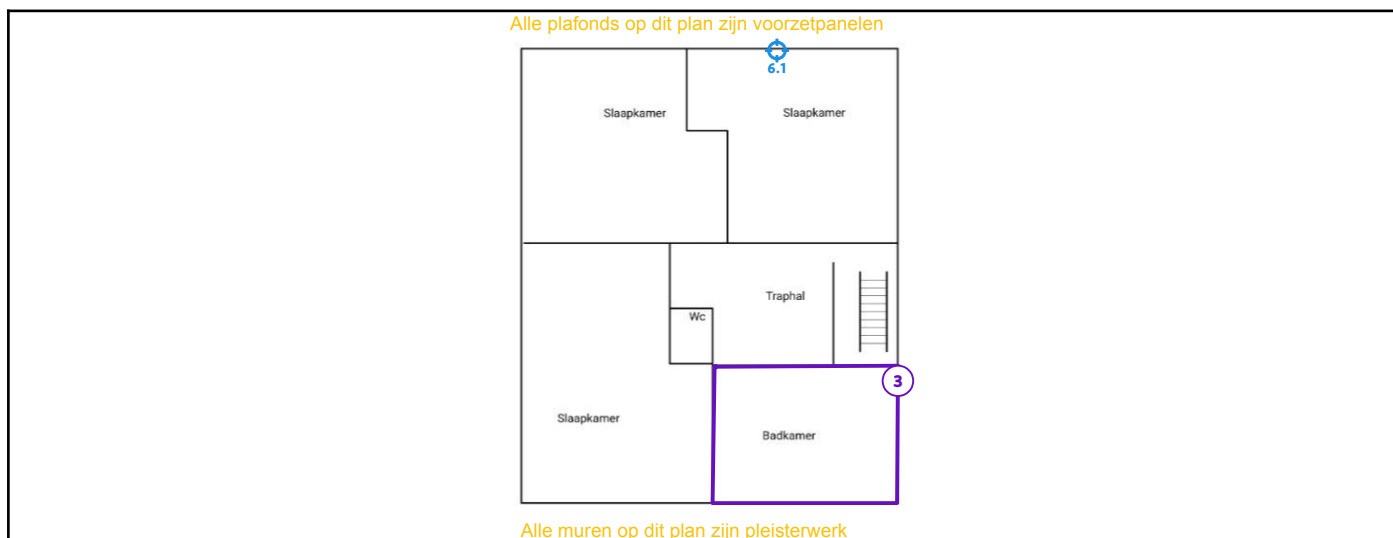 Alle plafonds op dit plan zijn voorzetpanelen
6.1
Slaapkamer
Slaapkamer
Traphal
Wc
3
Slaapkamer
Badkamer
Alle muren op dit plan zijn pleisterwerk